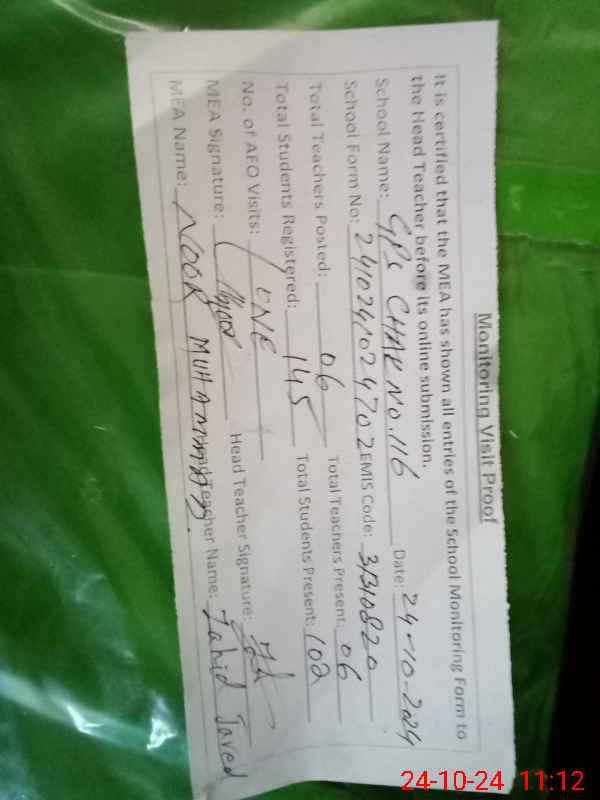 Monitoring Visit Proof
It is certified that the MEA has shown all entries of the School Monitoring Form to
the Head Teacher before its online submission.
School Name: GPS CHAK NO. 116 Date: 24-10-2024
School Form No: 2410241024702 EMIS Code: 31310820
Total Teachers Posted: 06 Total Teachers Present: 06
Total Students Registered: 145 Total Students Present: 102
No. of AEO Visits: ONE
MEA Signature: Head Teacher Signature:
MEA Name: NOOR MUHAMMAD. Head Teacher Name: Zahid Javed
24-10-24 11:12